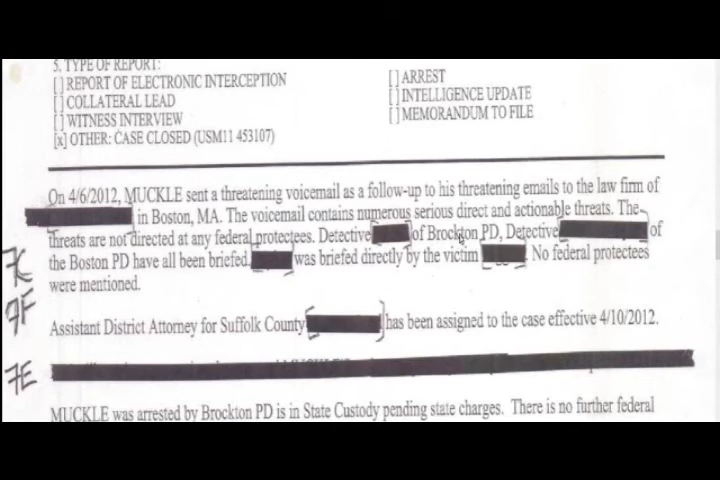 5. TYPE OF REPORT:
[ ] REPORT OF ELECTRONIC INTERCEPTION
[ ] COLLATERAL LEAD
[ ] WITNESS INTERVIEW
[x] OTHER: CASE CLOSED (USM11 453107)
[ ] ARREST
[ ] INTELLIGENCE UPDATE
[ ] MEMORANDUM TO FILE
On 4/6/2012, MUCKLE sent a threatening voicemail as a follow-up to his threatening emails to the law firm of
in Boston, MA. The voicemail contains numerous serious direct and actionable threats. The
threats are not directed at any federal protectees. Detective of Brockton PD, Detective of
the Boston PD have all been briefed. was briefed directly by the victim . No federal protectees
were mentioned.
7C
7F
Assistant District Attorney for Suffolk County has been assigned to the case effective 4/10/2012.
7E
MUCKLE was arrested by Brockton PD is in State Custody pending state charges. There is no further federal